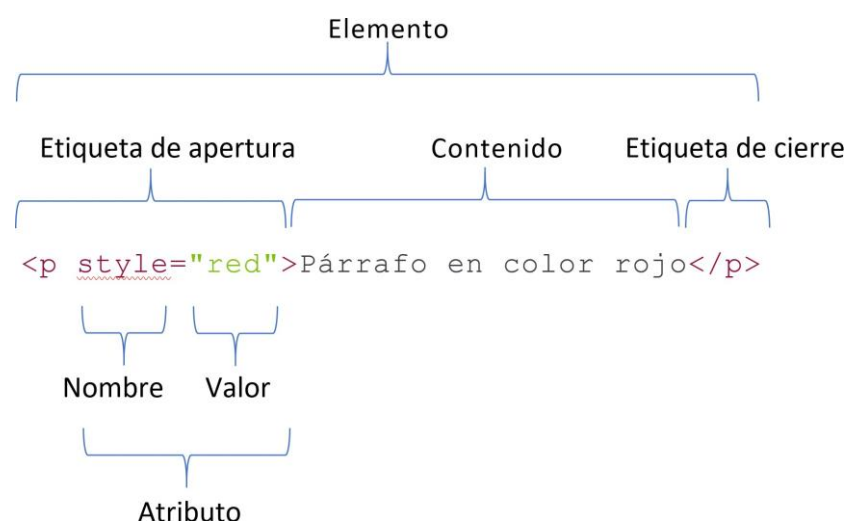 Elemento
Etiqueta de apertura Contenido Etiqueta de cierre
<p style="red">Párrafo en color rojo</p>
Nombre Valor
Atributo